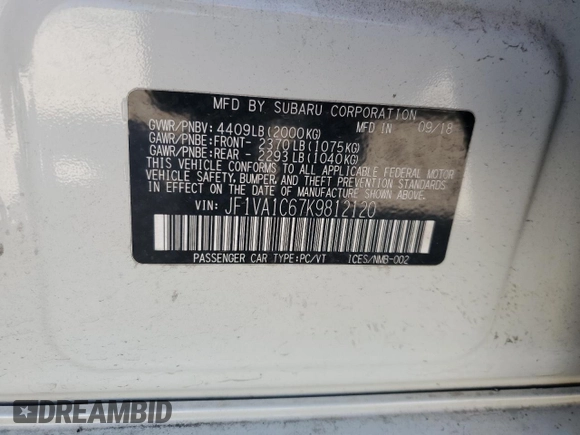 MFD BY SUBARU CORPORATION
GVWR/PNBV: 4409LB(2000KG) MFD IN 09/18
GAWR/PNBE:FRONT- 2370LB(1075KG)
GAWR/PNBE:REAR - 2293LB(1040KG)
THIS VEHICLE CONFORMS TO ALL APPLICABLE
VEHICLE SAFETY, BUMPER, AND THEFT PREVENTION STANDARDS
IN EFFECT ON THE DATE OF MANUFACTURE SHOWN ABOVE.
VIN: JF1VA1C67K9812120
PASSENGER CAR TYPE:PC/VT ICES/NMB-002
DREAMBID